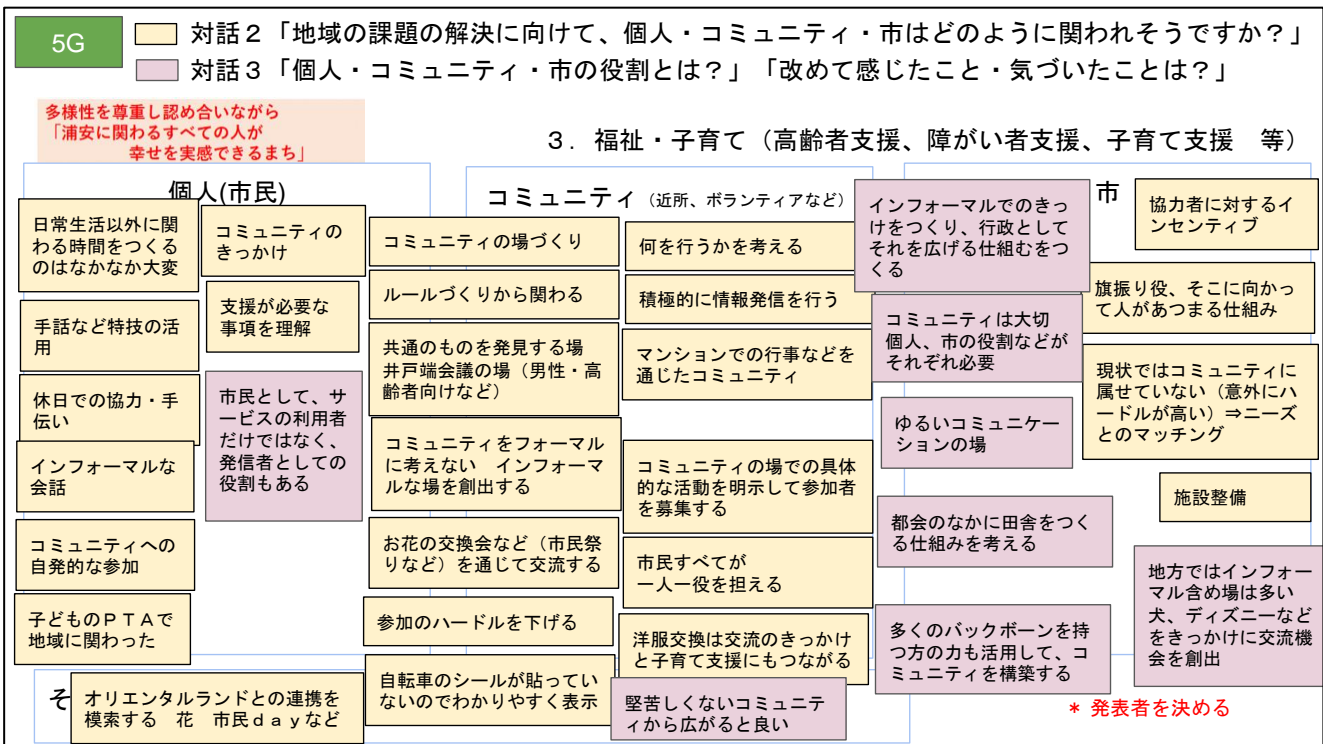 5G
対話２「地域の課題の解決に向けて、個人・コミュニティ・市はどのように関われそうですか？」
対話３「個人・コミュニティ・市の役割とは？」「改めて感じたこと・気づいたことは？」
多様性を尊重し認め合いながら
「浦安に関わるすべての人が
幸せを実感できるまち」
３．福祉・子育て（高齢者支援、障がい者支援、子育て支援　等）
個人(市民)
日常生活以外に関
わる時間をつくる
のはなかなか大変
手話など特技の活
用
休日での協力・手
伝い
インフォーマルな
会話
コミュニティへの
自発的な参加
子どものＰＴＡで
地域に関わった
コミュニティの
きっかけ
支援が必要な
事項を理解
市民として、サ
ービスの利用者
だけではなく、
発信者としての
役割もある
コミュニティ（近所、ボランティアなど）
コミュニティの場づくり
ルールづくりから関わる
共通のものを発見する場
井戸端会議の場（男性・高
齢者向けなど）
コミュニティをフォーマル
に考えない　インフォーマ
ルな場を創出する
お花の交換会など（市民祭
りなど）を通じて交流する
参加のハードルを下げる
自転車のシールが貼ってい
ないのでわかりやすく表示
何を行うかを考える
積極的に情報発信を行う
マンションでの行事などを
通じたコミュニティ
コミュニティの場での具体
的な活動を明示して参加者
を募集する
市民すべてが
一人一役を担える
洋服交換は交流のきっかけ
と子育て支援にもつながる
堅苦しくないコミュニテ
ィから広がると良い
市
インフォーマルでのきっか
けをつくり、行政として
それを広げる仕組むをつ
くる
コミュニティは大切
個人、市の役割などが
それぞれ必要
ゆるいコミュニケー
ションの場
都会のなかに田舎をつく
る仕組みを考える
多くのバックボーンを持
つ方の力も活用して、コ
ミュニティを構築する
協力者に対するイ
ンセンティブ
旗振り役、そこに向かっ
て人があつまる仕組み
現状ではコミュニティに
属せていない（意外にハ
ードルが高い）⇒ニーズ
とのマッチング
施設整備
地方ではインフォー
マル含め場は多い
犬、ディズニーなど
をきっかけに交流機
会を創出
そ
オリエンタルランドとの連携を
模索する　花　市民ｄａｙなど
＊ 発表者を決める